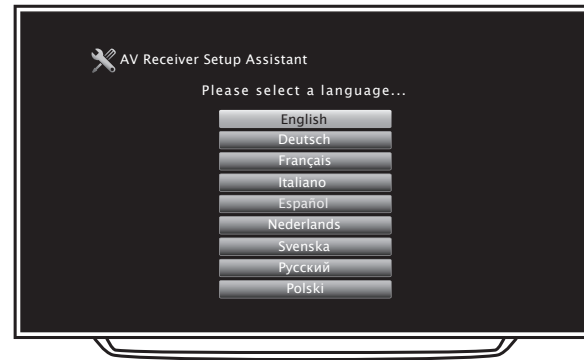 AV Receiver Setup Assistant
Please select a language...
English
Deutsch
Français
Italiano
Español
Nederlands
Svenska
Русский
Polski